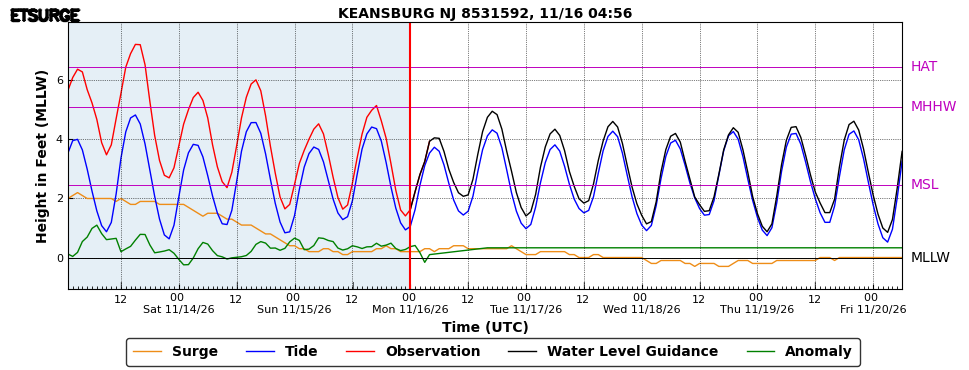 ETSURGE
KEANSBURG NJ 8531592, 11/16 04:56
Height in Feet (MLLW)
6
4
2
0
HAT
MHHW
MSL
MLLW
12 00 12 00 12 00 12 00 12 00 12 00 12 00
Sat 11/14/26 Sun 11/15/26 Mon 11/16/26 Tue 11/17/26 Wed 11/18/26 Thu 11/19/26 Fri 11/20/26
Time (UTC)
Surge Tide Observation Water Level Guidance Anomaly